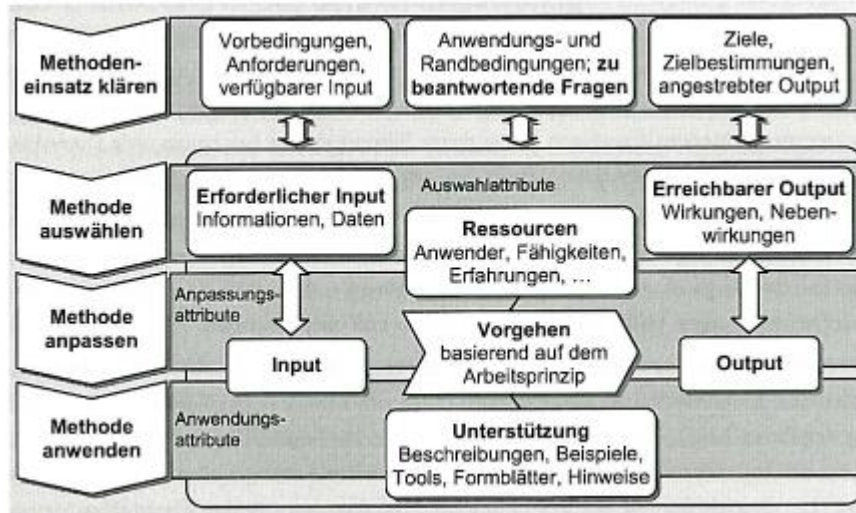 Methoden-
einsatz klären
Vorbedingungen,
Anforderungen,
verfügbarer Input
Anwendungs- und
Randbedingungen; zu
beantwortende Fragen
Ziele,
Zielbestimmungen,
angestrebter Output
Methode
auswählen
Erforderlicher Input
Informationen, Daten
Auswahlattribute
Ressourcen
Anwender, Fähigkeiten,
Erfahrungen, ...
Erreichbarer Output
Wirkungen, Neben-
wirkungen
Methode
anpassen
Anpassungs-
attribute
Input
Vorgehen
basierend auf dem
Arbeitsprinzip
Output
Methode
anwenden
Anwendungs-
attribute
Unterstützung
Beschreibungen, Beispiele,
Tools, Formblätter, Hinweise